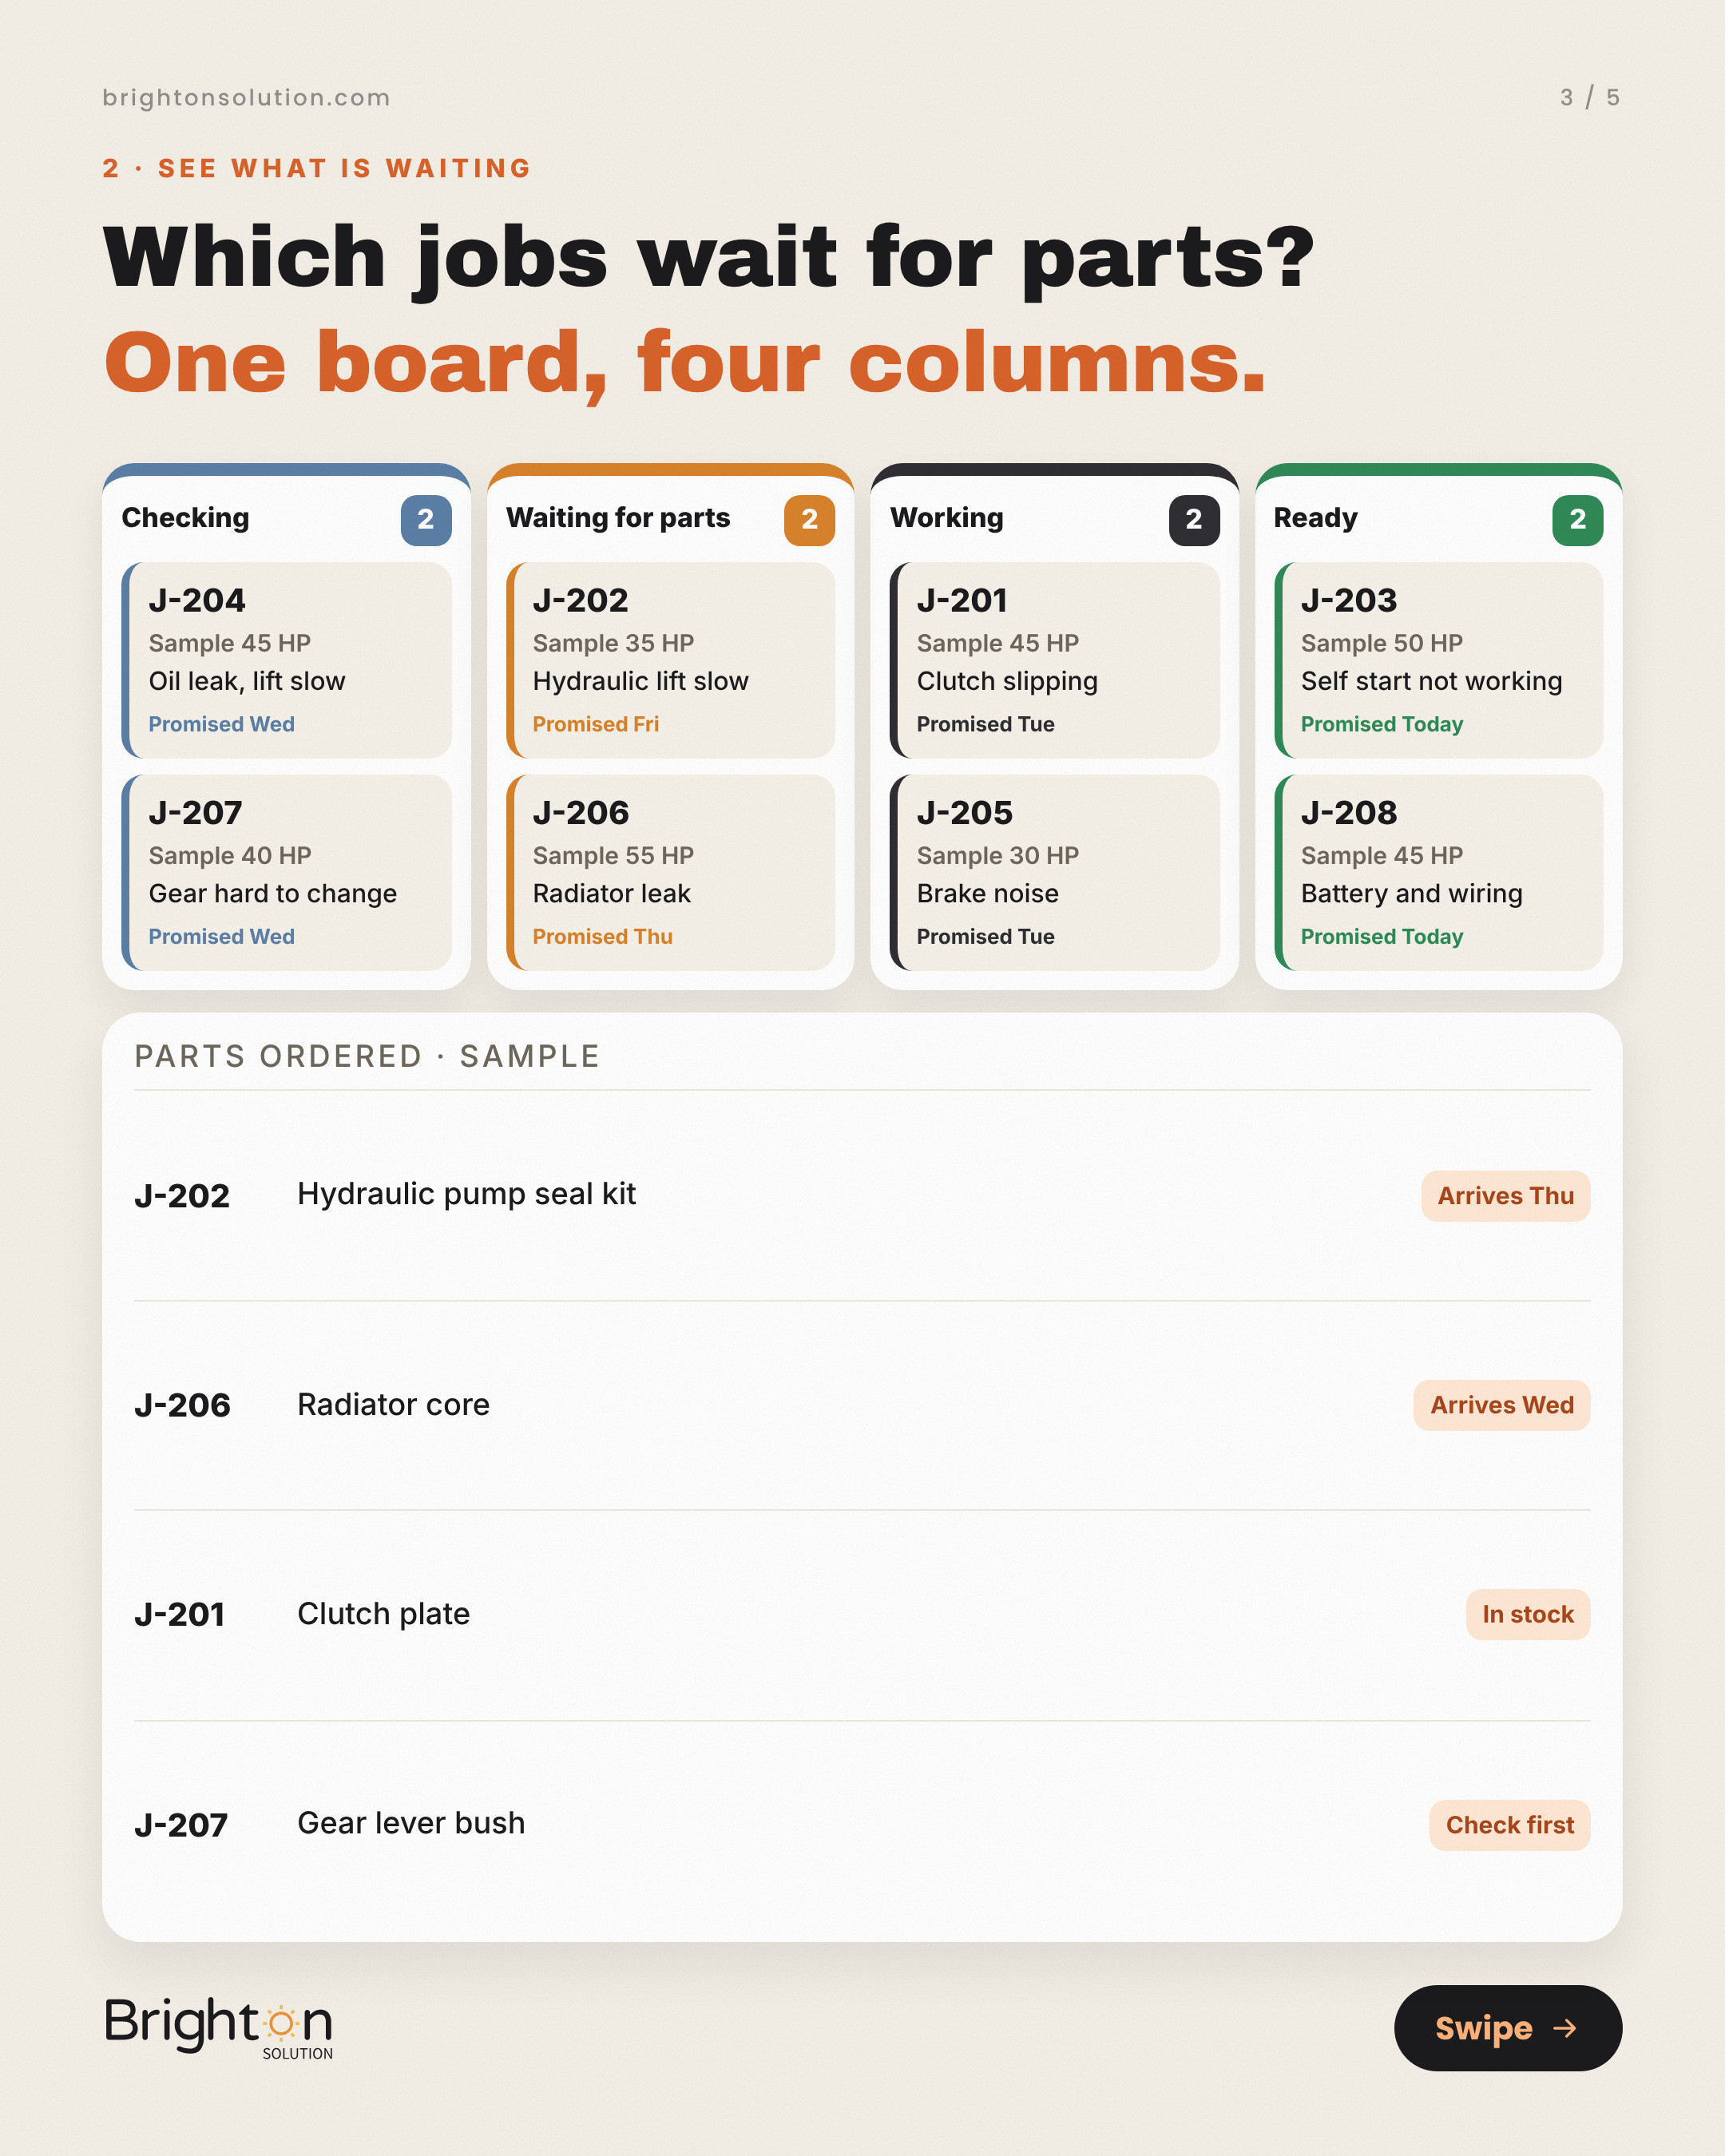 brightonsolution.com
3 / 5
2 · SEE WHAT IS WAITING
Which jobs wait for parts?
One board, four columns.
Checking
2
J-204
Sample 45 HP
Oil leak, lift slow
Promised Wed
J-207
Sample 40 HP
Gear hard to change
Promised Wed
Waiting for parts
2
J-202
Sample 35 HP
Hydraulic lift slow
Promised Fri
J-206
Sample 55 HP
Radiator leak
Promised Thu
Working
2
J-201
Sample 45 HP
Clutch slipping
Promised Tue
J-205
Sample 30 HP
Brake noise
Promised Tue
Ready
2
J-203
Sample 50 HP
Self start not working
Promised Today
J-208
Sample 45 HP
Battery and wiring
Promised Today
PARTS ORDERED · SAMPLE
J-202 Hydraulic pump seal kit Arrives Thu
J-206 Radiator core Arrives Wed
J-201 Clutch plate In stock
J-207 Gear lever bush Check first
Brighton
SOLUTION
Swipe →